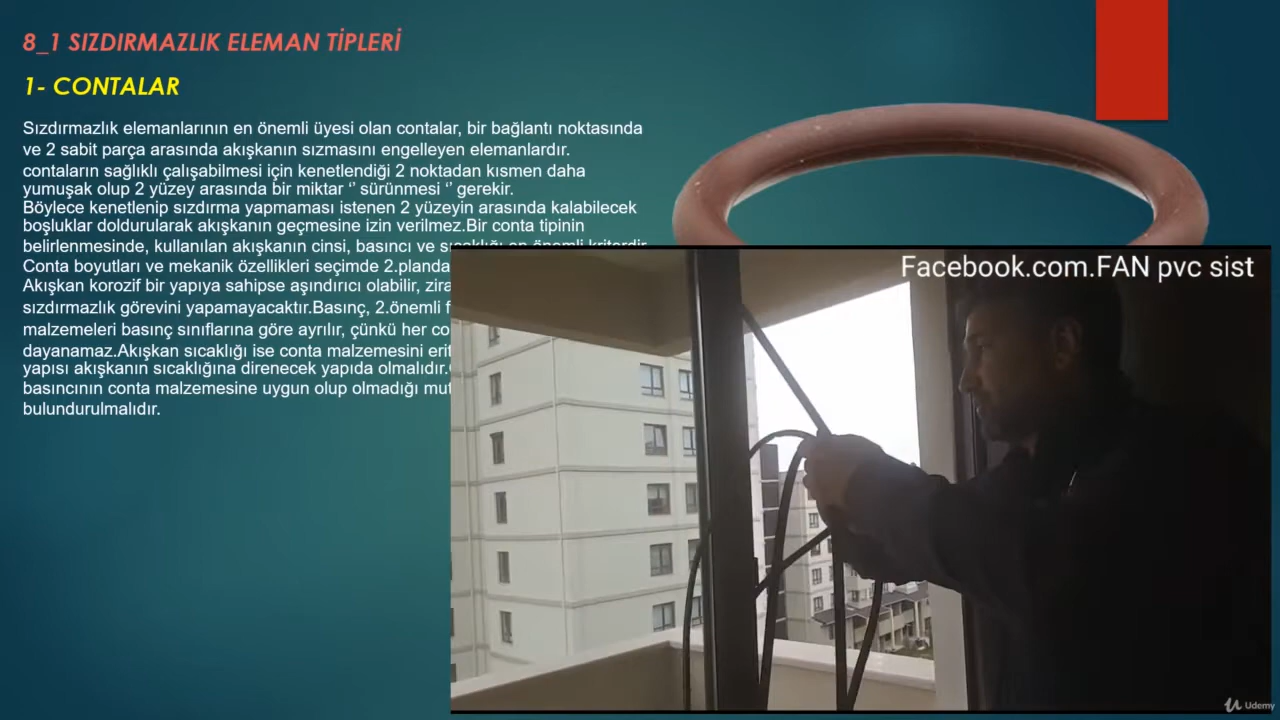 8_1 SIZDIRMAZLIK ELEMAN TİPLERİ
1- CONTALAR
Sızdırmazlık elemanlarının en önemli üyesi olan contalar, bir bağlantı noktasında
ve 2 sabit parça arasında akışkanın sızmasını engelleyen elemanlardır.
contaların sağlıklı çalışabilmesi için kenetlendiği 2 noktadan kısmen daha
yumuşak olup 2 yüzey arasında bir miktar ‘’ sürünmesi ‘’ gerekir.
Böylece kenetlenip sızdırma yapmaması istenen 2 yüzeyin arasında kalabilecek
boşluklar doldurularak akışkanın geçmesine izin verilmez.Bir conta tipinin
belirlenmesinde, kullanılan akışkanın cinsi, basıncı ve sıcaklığı en önemli kriterdir
Conta boyutları ve mekanik özellikleri seçimde 2.planda
Akışkan korozif bir yapıya sahipse aşındırıcı olabilir, zira
sızdırmazlık görevini yapamayacaktır.Basınç, 2.önemli
malzemeleri basınç sınıflarına göre ayrılır, çünkü her
dayanamaz.Akışkan sıcaklığı ise conta malzemesini
yapısı akışkanın sıcaklığına direnecek yapıda olmalıdır.
basıncının conta malzemesine uygun olup olmadığı
bulundurulmalıdır.
Facebook.com.FAN pvc sist
Udemy